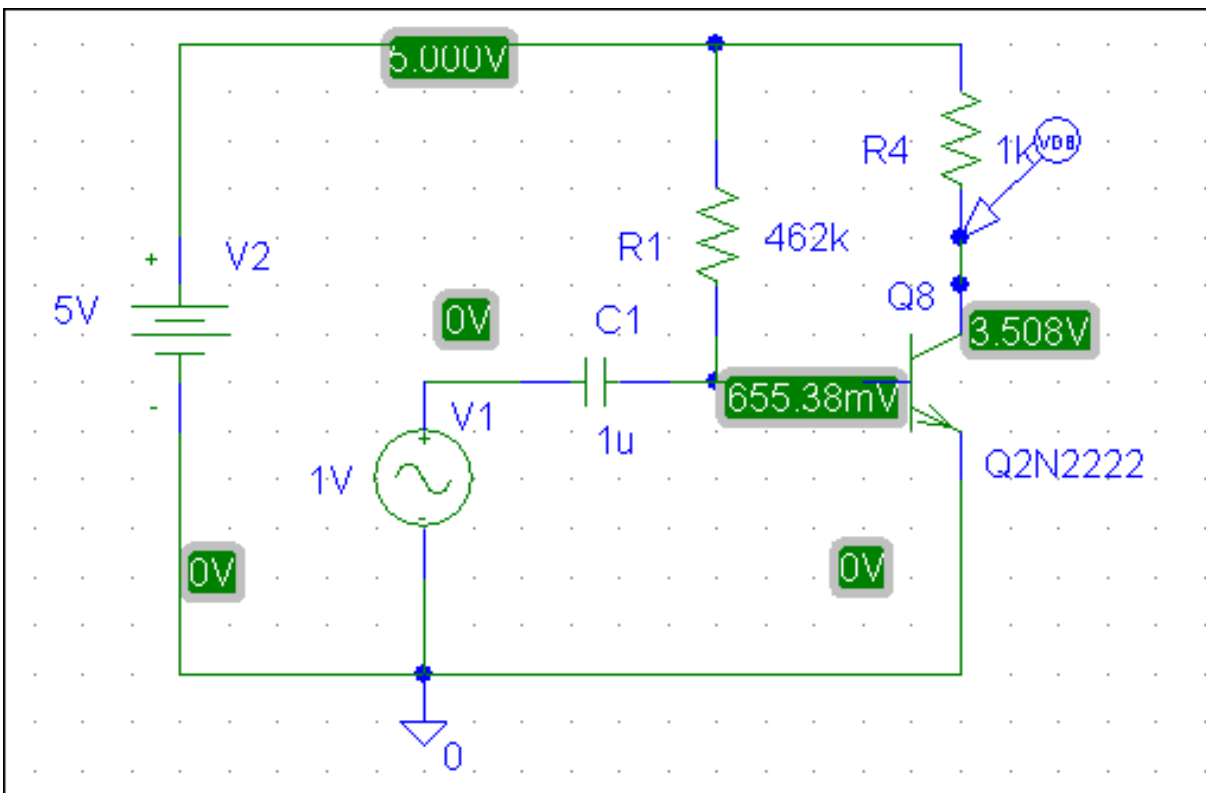 5.000V
R4
1k
VDB
R1
462k
+
V2
5V
-
0V
C1
Q8
3.508V
655.38mV
V1
+
1u
1V
-
Q2N2222
0V
0V
0